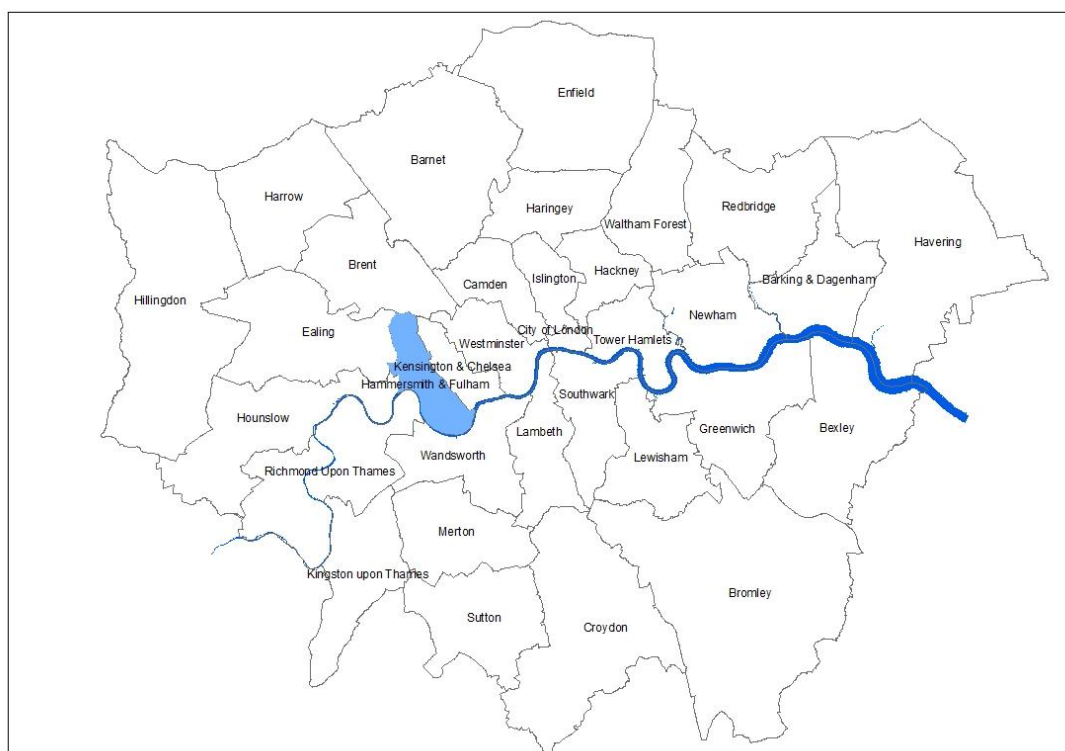 Enfield
Barnet
Harrow
Haringey
Redbridge
Waltham Forest
Havering
Brent
Islington
Hackney
Camden
Barking & Dagenham
Hillingdon
Newham
Ealing
City of London
Westminster
Tower Hamlets
Kensington & Chelsea
Hammersmith & Fulham
Southwark
Hounslow
Lambeth
Greenwich
Bexley
Wandsworth
Lewisham
Richmond Upon Thames
Merton
Kingston upon Thames
Bromley
Sutton
Croydon